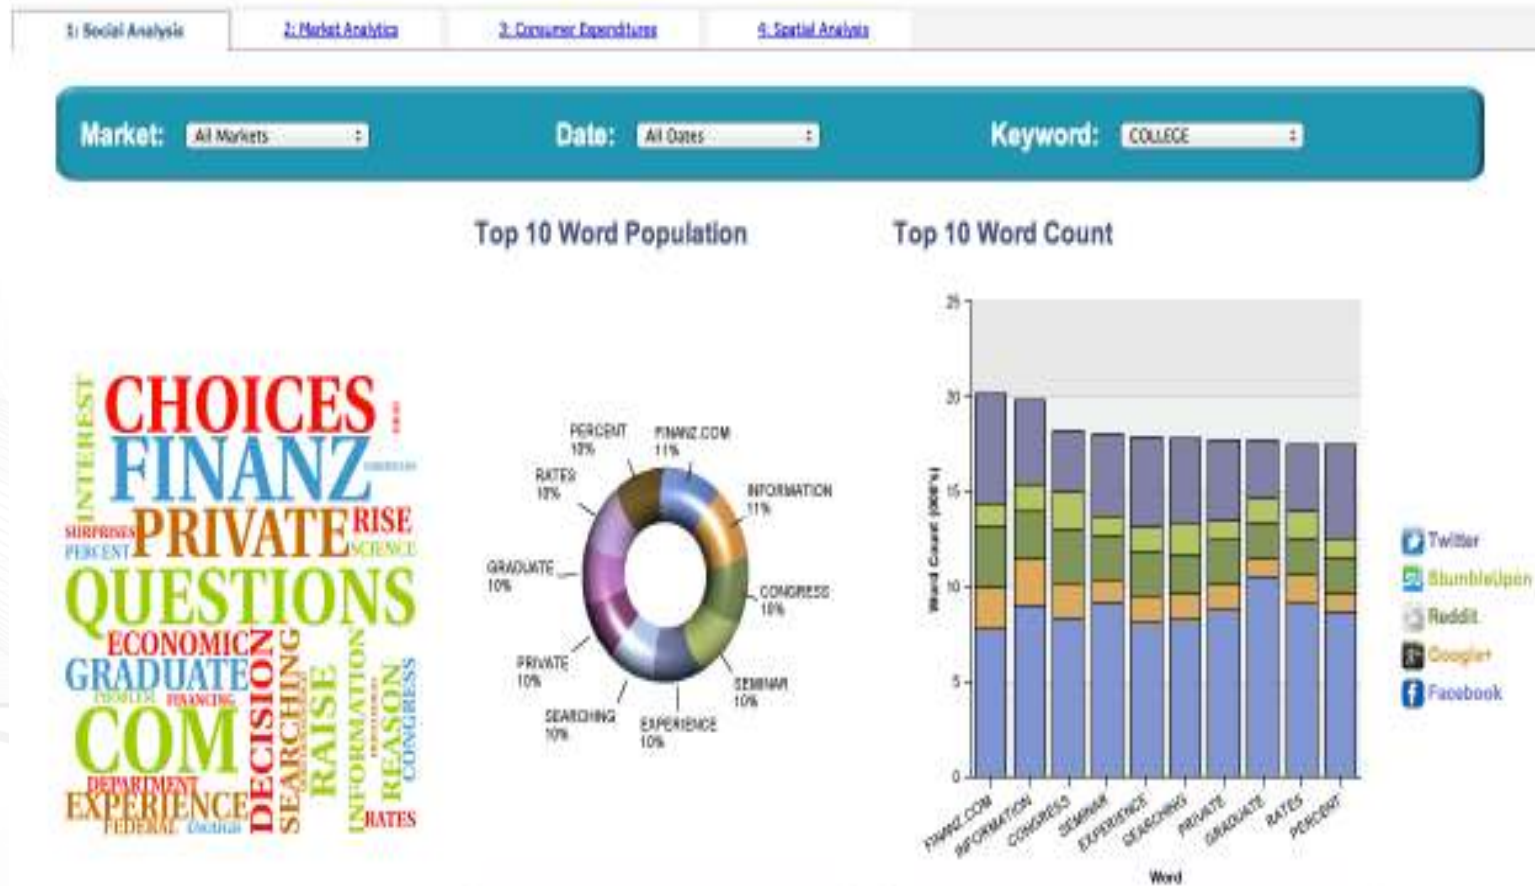 1: Social Analysis
2: Market Analytics
3: Consumer Expenditures
4: Spatial Analysis
Market:
All Markets
Date:
All Dates
Keyword:
COLLEGE
Top 10 Word Population
Top 10 Word Count
INTEREST
CHOICES
FINANZ
SURPRISES
PERCENT
PRIVATE
RISE
SCIENCE
QUESTIONS
ECONOMIC
GRADUATE
PROBLEM
FINANCING
COM
DEPARTMENT
EXPERIENCE
FEDERAL
DECISION
SEARCHING
RAISE
INFORMATION
REASON
CONGRESS
RATES
PERCENT
10%
FINANZ.COM
11%
RATES
10%
INFORMATION
11%
GRADUATE
10%
CONGRESS
10%
PRIVATE
10%
SEMINAR
10%
SEARCHING
10%
EXPERIENCE
10%
Word Count (000's)
25
20
15
10
5
0
FINANZ.COM
INFORMATION
CONGRESS
SEMINAR
EXPERIENCE
SEARCHING
PRIVATE
GRADUATE
RATES
PERCENT
Word
Twitter
StumbleUpon
Reddit
Google+
Facebook